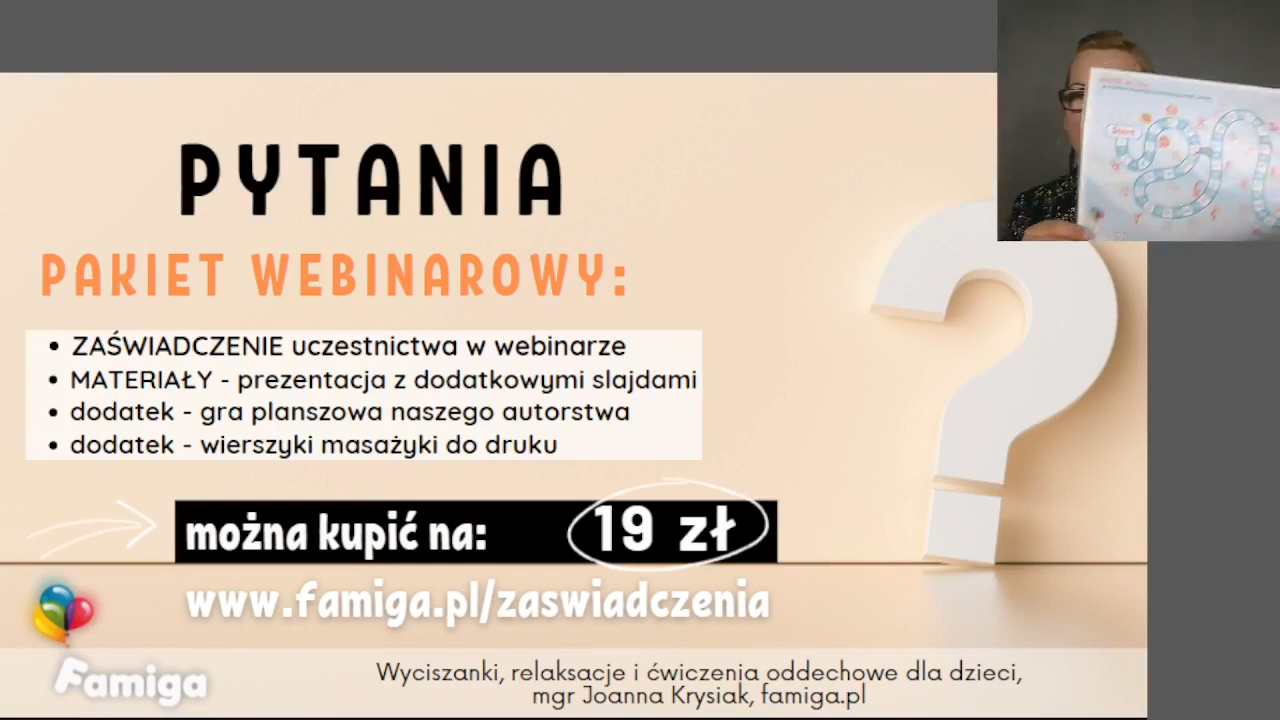 PYTANIA
PAKIET WEBINAROWY:
• ZAŚWIADCZENIE uczestnictwa w webinarze
• MATERIAŁY - prezentacja z dodatkowymi slajdami
• dodatek - gra planszowa naszego autorstwa
• dodatek - wierszyki masażyki do druku
można kupić na: 19 zł
www.famiga.pl/zaswiadczenia
Famiga
Wyciszanki, relaksacje i ćwiczenia oddechowe dla dzieci,
mgr Joanna Krysiak, famiga.pl
Start